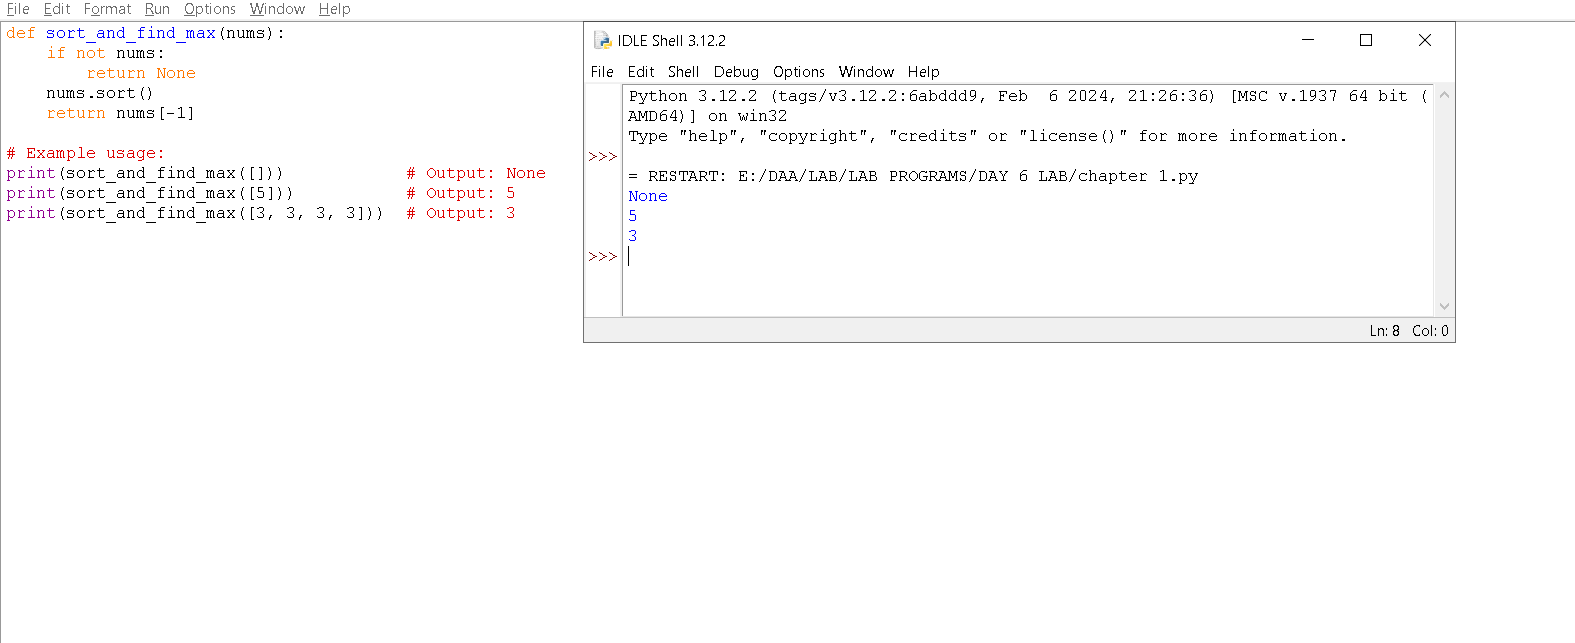 File Edit Format Run Options Window Help
def sort_and_find_max(nums):
    if not nums:
        return None
    nums.sort()
    return nums[-1]
# Example usage:
print(sort_and_find_max([]))            # Output: None
print(sort_and_find_max([5]))           # Output: 5
print(sort_and_find_max([3, 3, 3, 3]))  # Output: 3
IDLE Shell 3.12.2
File Edit Shell Debug Options Window Help
Python 3.12.2 (tags/v3.12.2:6abddd9, Feb  6 2024, 21:26:36) [MSC v.1937 64 bit (
AMD64)] on win32
Type "help", "copyright", "credits" or "license()" for more information.
>>>
= RESTART: E:/DAA/LAB/LAB PROGRAMS/DAY 6 LAB/chapter 1.py
None
5
3
>>>
Ln: 8 Col: 0